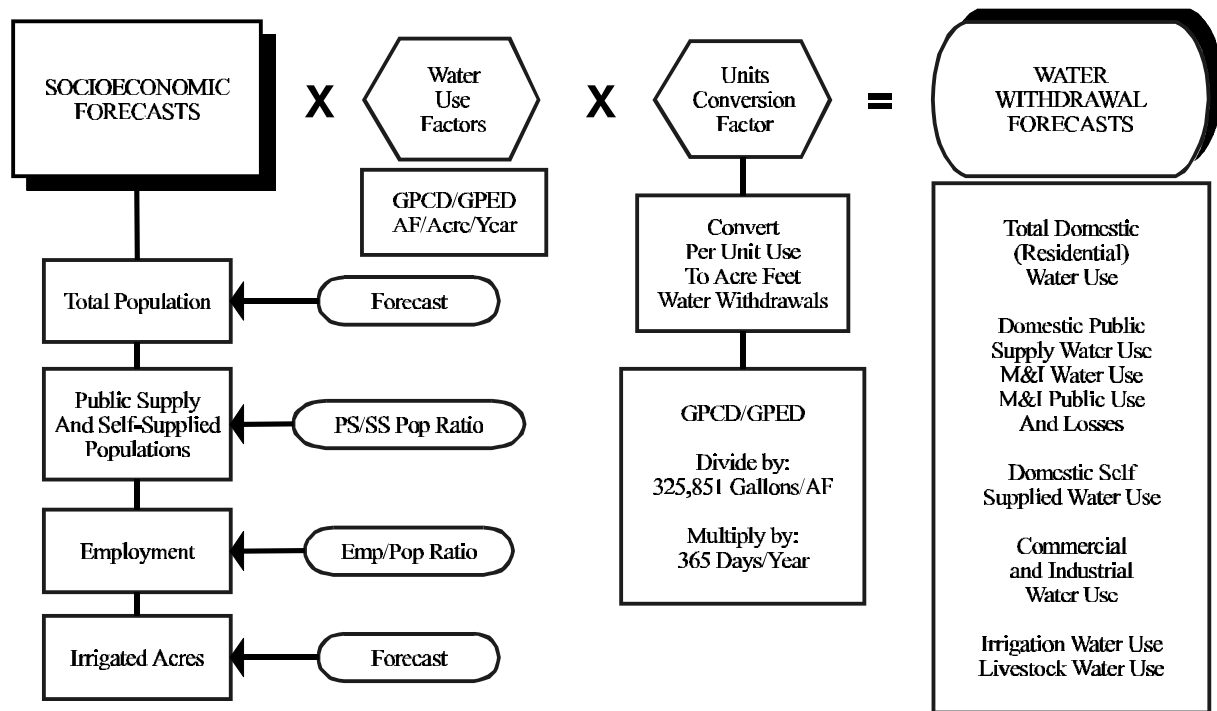 SOCIOECONOMIC
FORECASTS
X
Water
Use
Factors
X
Units
Conversion
Factor
=
WATER
WITHDRAWAL
FORECASTS
GPCD/GPED
AF/Acre/Year
Convert
Per Unit Use
To Acre Feet
Water Withdrawals
Total Population
Forecast
Public Supply
And Self-Supplied
Populations
PS/SS Pop Ratio
Employment
Emp/Pop Ratio
Irrigated Acres
Forecast
GPCD/GPED
Divide by:
325,851 Gallons/AF
Multiply by:
365 Days/Year
Total Domestic
(Residential)
Water Use
Domestic Public
Supply Water Use
M&I Water Use
M&I Public Use
And Losses
Domestic Self
Supplied Water Use
Commercial
and Industrial
Water Use
Irrigation Water Use
Livestock Water Use